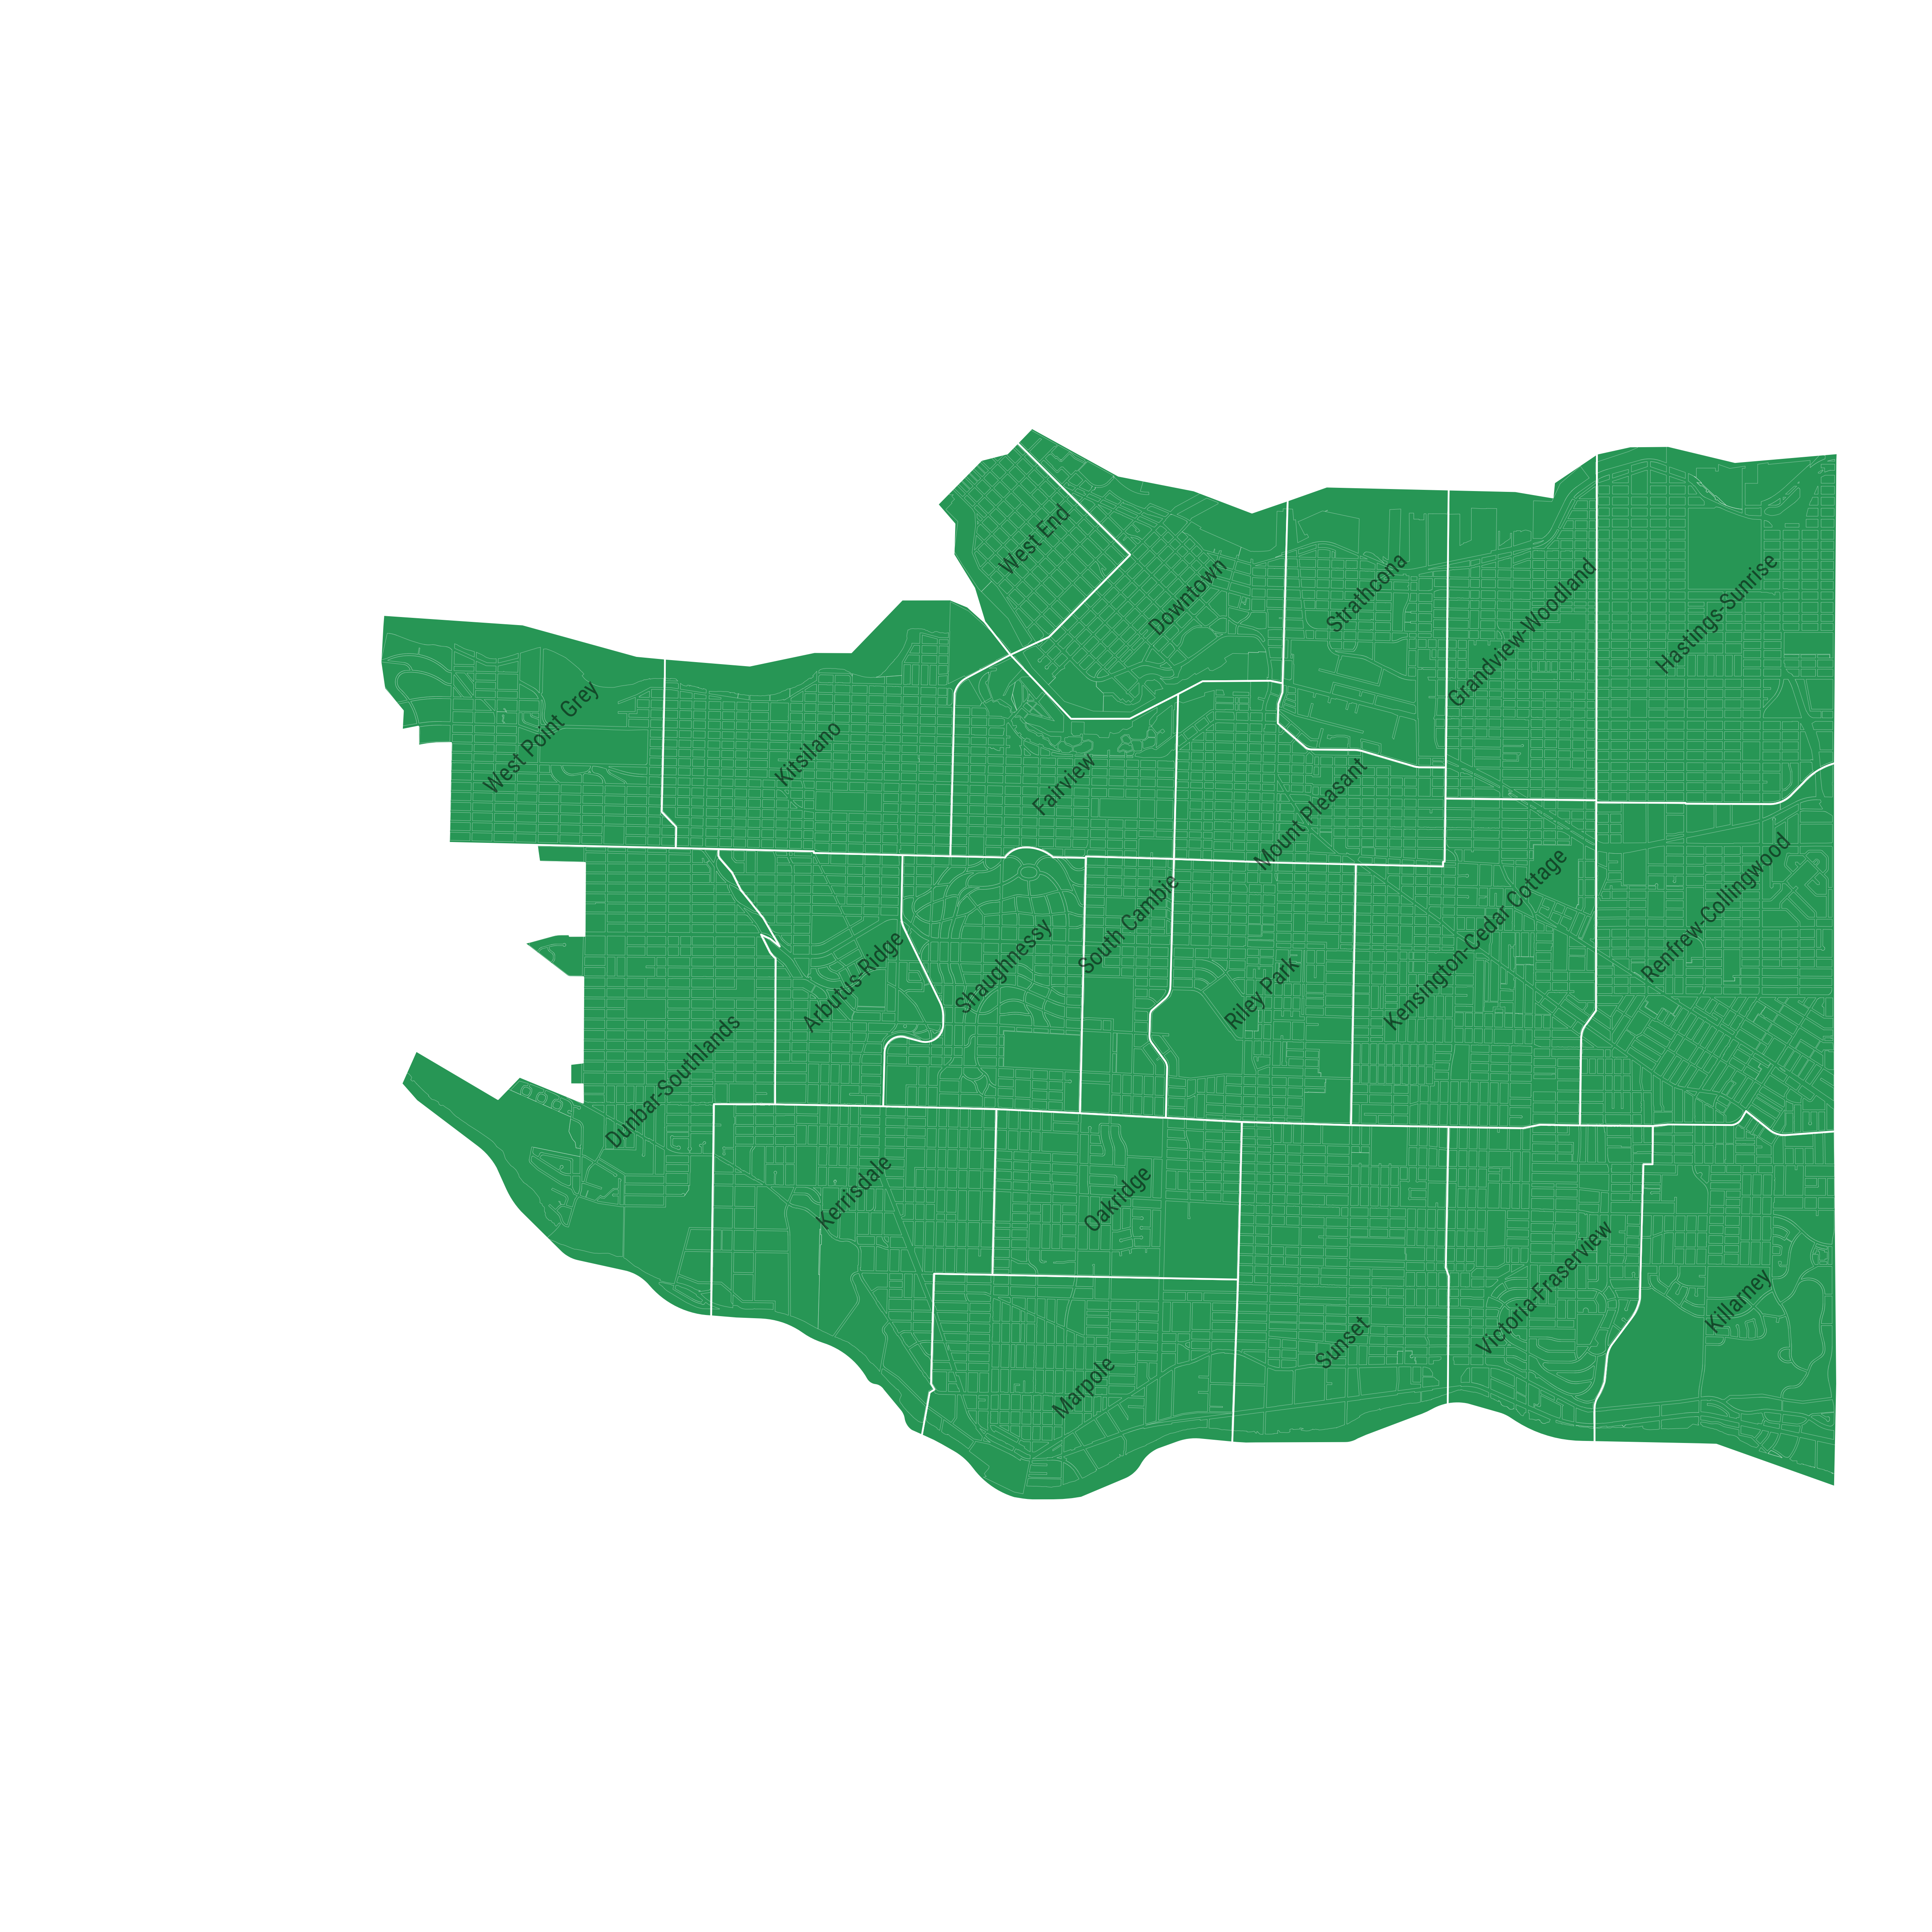 West End
Downtown
Strathcona
Grandview-Woodland
Hastings-Sunrise
West Point Grey
Kitsilano
Fairview
Mount Pleasant
Dunbar-Southlands
Arbutus-Ridge
Shaughnessy
South Cambie
Riley Park
Kensington-Cedar Cottage
Renfrew-Collingwood
Kerrisdale
Oakridge
Marpole
Sunset
Victoria-Fraserview
Killarney